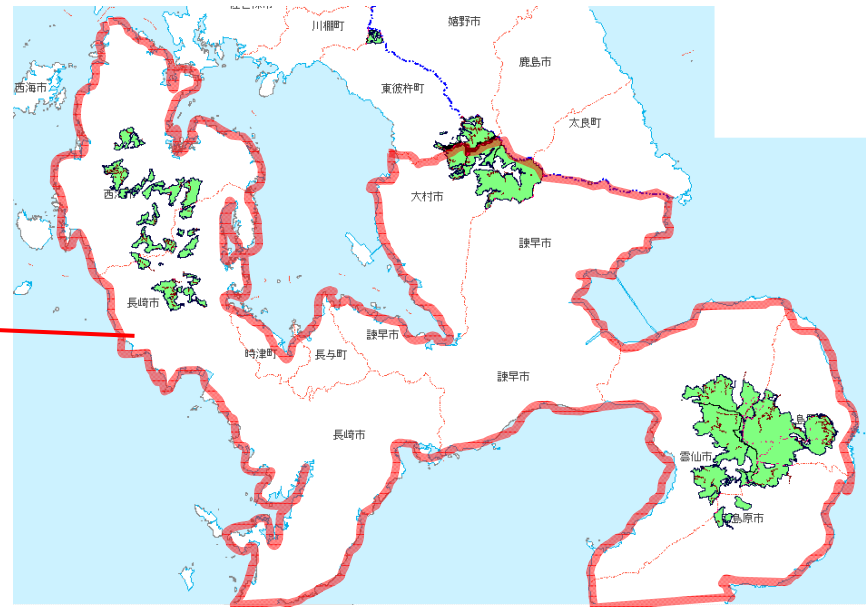 川棚町
嬉野市
鹿島市
西海市
東彼杵町
太良町
大村市
諫早市
長崎市
時津町
長与町
諫早市
諫早市
長崎市
雲仙市
島原市